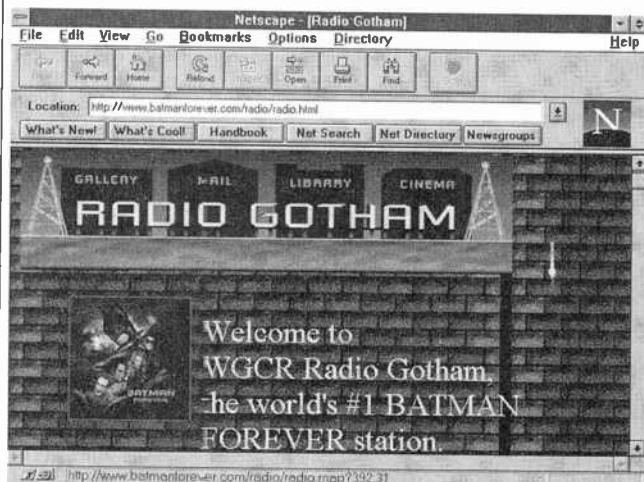 Netscape - [Radio Gotham]
File Edit View Go Bookmarks Options Directory Help
Forward Home Reload Open Print Find
Location: http://www.batmanforever.com/radio/radio.html
N
What's New! What's Cool! Handbook Net Search Net Directory Newsgroups
GALLERY MAIL LIBRARY CINEMA
RADIO GOTHAM
BATMAN
FOREVER
Welcome to
WGCR Radio Gotham,
he world's #1 BATMAN
FOREVER station.
http://www.batmanforever.com/radio/radio.map?392,31